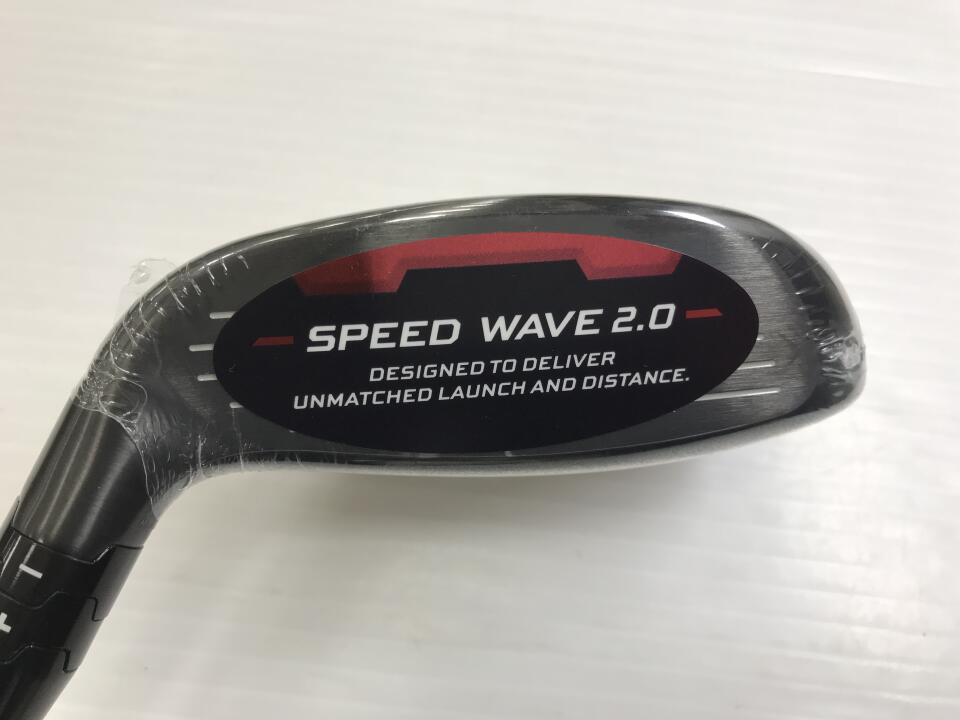 SPEED WAVE 2.0
DESIGNED TO DELIVER
UNMATCHED LAUNCH AND DISTANCE.